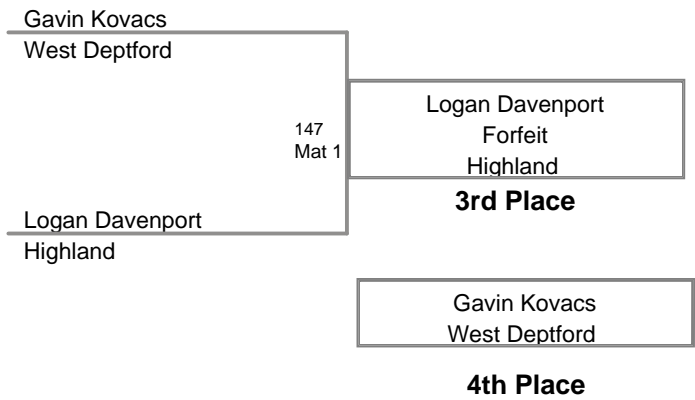 Gavin Kovacs
West Deptford
147
Mat 1
Logan Davenport
Highland
Logan Davenport
Forfeit
Highland
3rd Place
Gavin Kovacs
West Deptford
4th Place